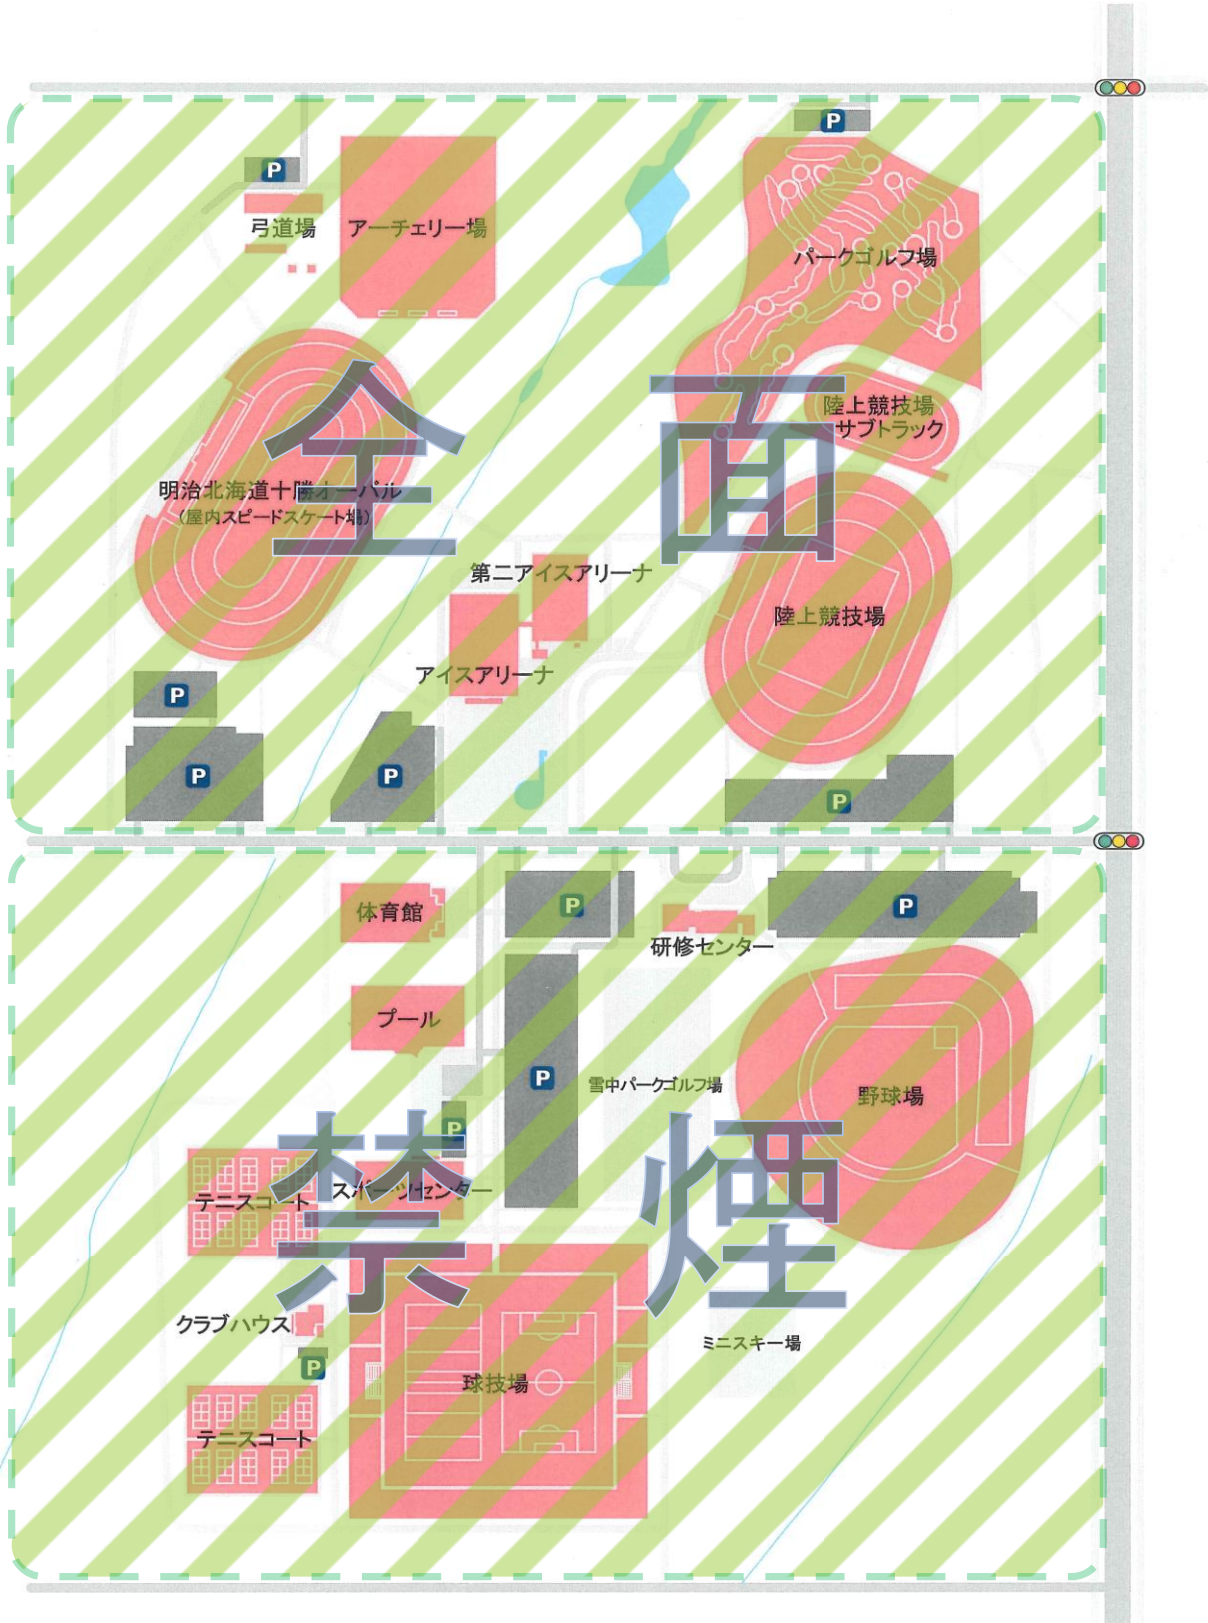 P
P
弓道場
アーチェリー場
パークゴルフ場
全面
陸上競技場
サブトラック
明治北海道十勝オーバル
(屋内スピードスケート場)
第二アイスアリーナ
陸上競技場
アイスアリーナ
P
P
P
P
体育館
P
P
研修センター
プール
P
雪中パークゴルフ場
野球場
P
禁煙
テニスコート
スポーツセンター
クラブハウス
ミニスキー場
P
球技場
テニスコート